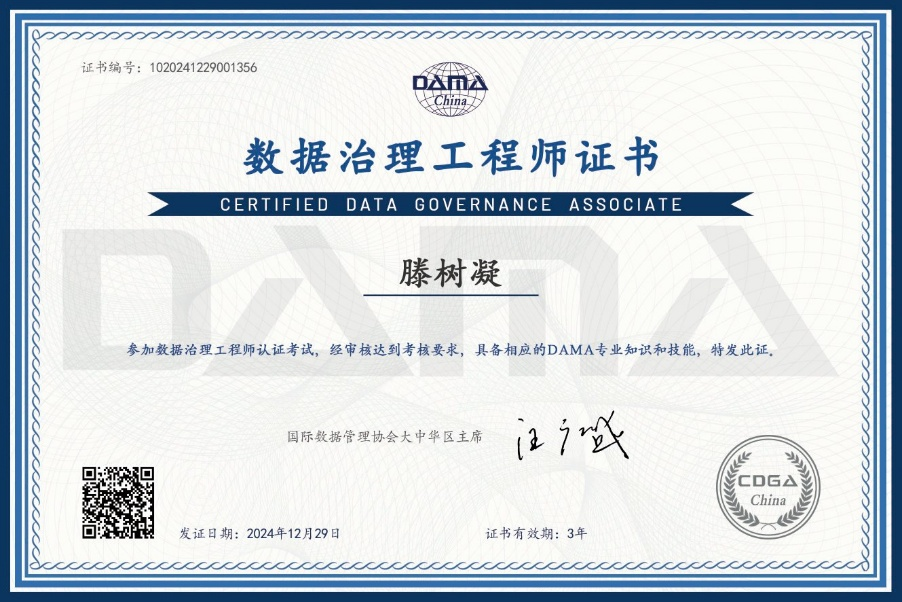 证书编号：1020241229001356
DAMA
China
数据治理工程师证书
CERTIFIED DATA GOVERNANCE ASSOCIATE
DAMA
滕树凝
参加数据治理工程师认证考试，经审核达到考核要求，具备相应的DAMA专业知识和技能，特发此证。
国际数据管理协会大中华区主席
汪广盛
CDGA
China
发证日期：2024年12月29日
证书有效期：3年